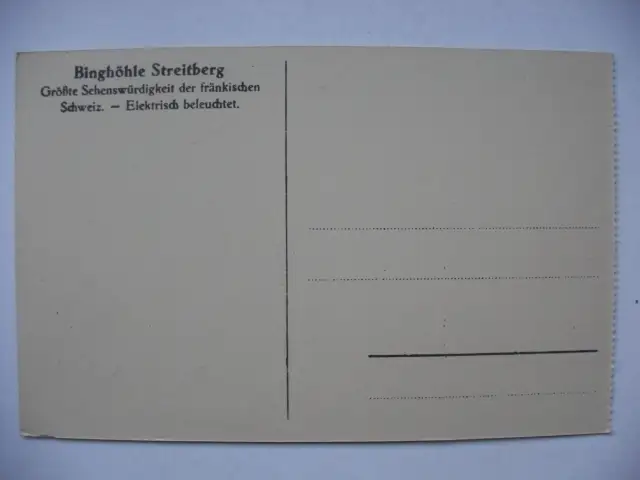 Binghöhle Streitberg
Größte Sehenswürdigkeit der fränkischen
Schweiz. — Elektrisch beleuchtet.